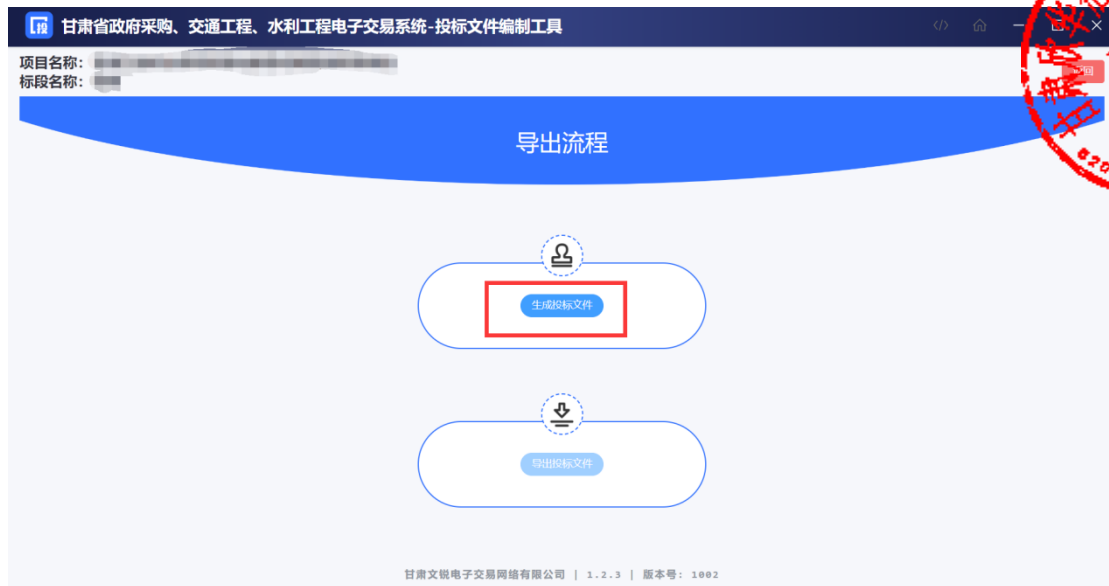 甘肃省政府采购、交通工程、水利工程电子交易系统-投标文件编制工具
项目名称:
标段名称:
导出流程
生成投标文件
导出投标文件
甘肃文锐电子交易网络有限公司 | 1.2.3 | 版本号: 1002